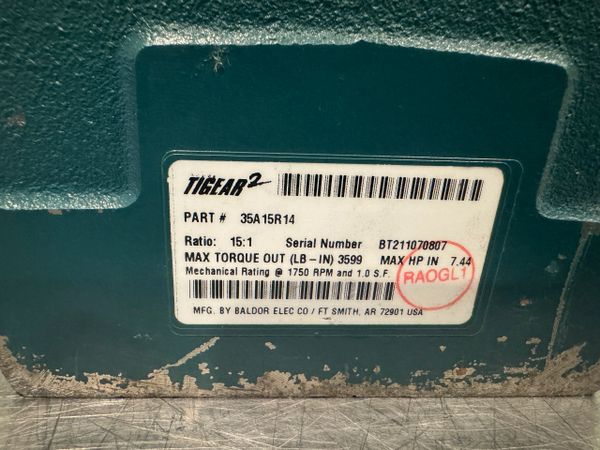 TIGEAR2
PART # 35A15R14
Ratio: 15:1 Serial Number BT211070807
MAX TORQUE OUT (LB-IN) 3599 MAX HP IN 7.44
Mechanical Rating @ 1750 RPM and 1.0 S.F.
RAOGL1
MFG. BY BALDOR ELEC CO / FT SMITH, AR 72901 USA